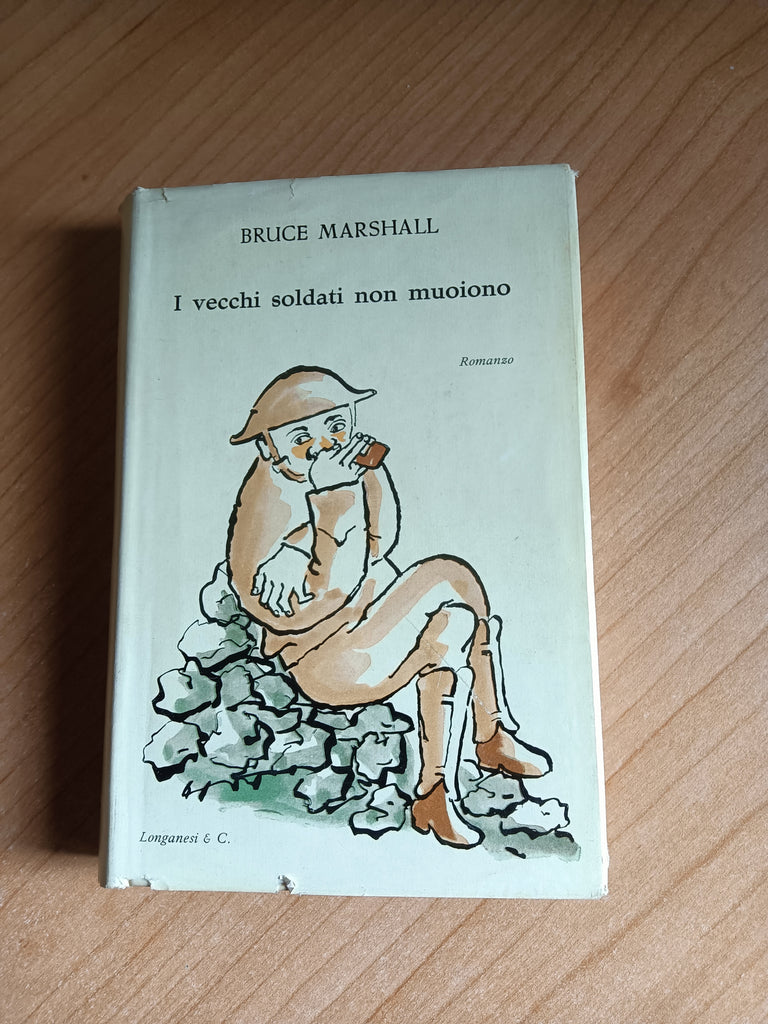 BRUCE MARSHALL
I vecchi soldati non muoiono
Romanzo
Longanesi & C.